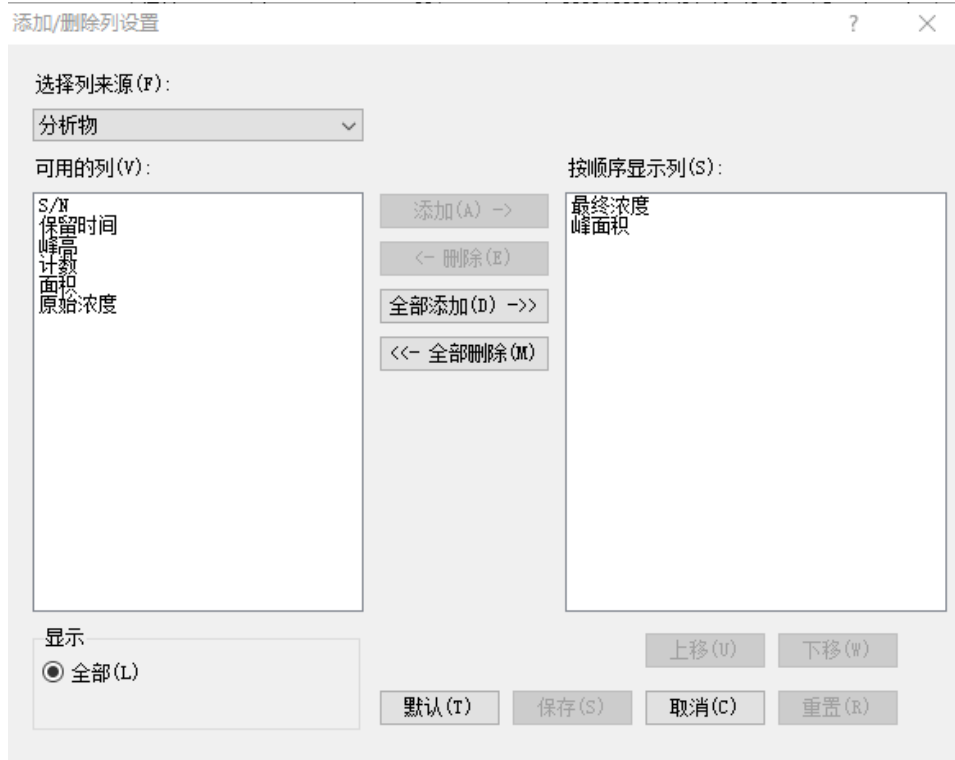 添加/删除列设置
?
选择列来源(F):
分析物
可用的列(V):
按顺序显示列(S):
S/N
保留时间
峰高
计数
面积
原始浓度
添加(A) ->
<- 删除(E)
全部添加(D) ->>
<<- 全部删除(M)
最终浓度
峰面积
显示
全部(L)
上移(U)
下移(W)
默认(T)
保存(S)
取消(C)
重置(R)